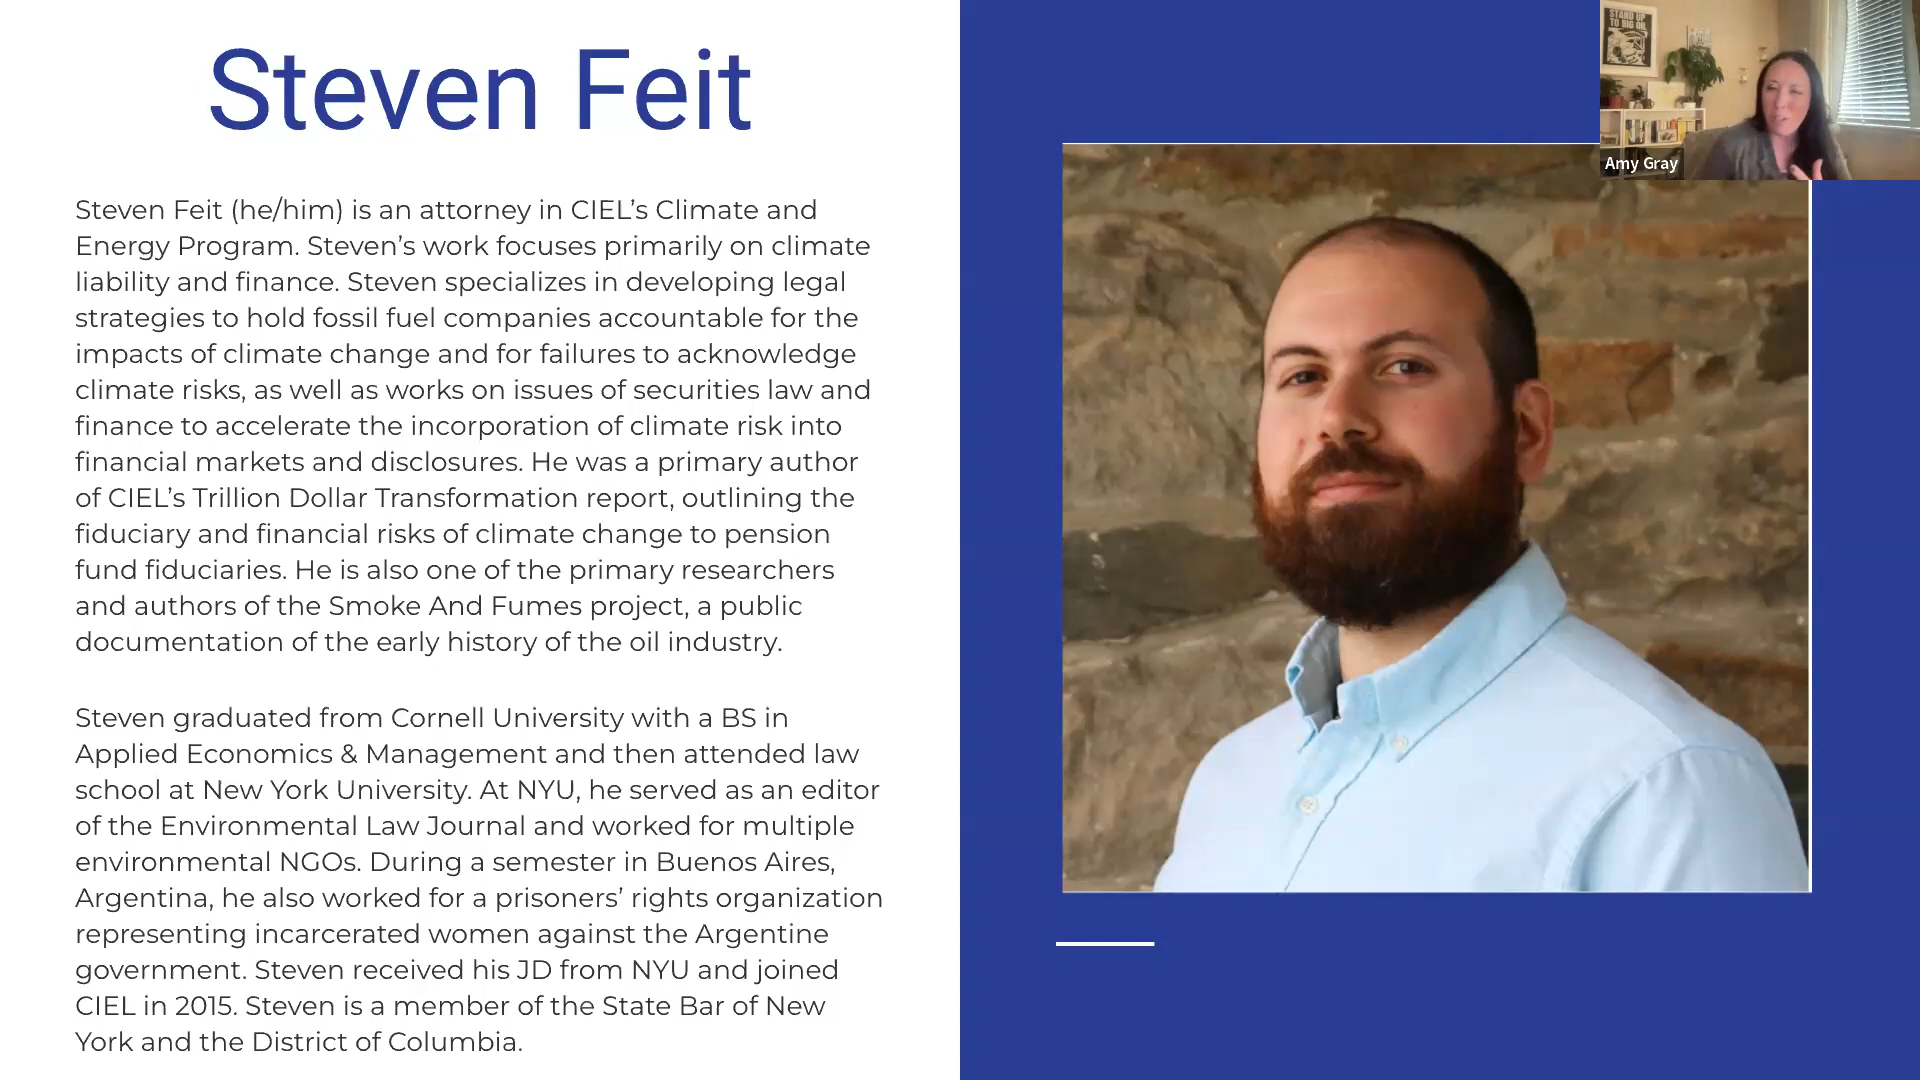 Steven Feit
Steven Feit (he/him) is an attorney in CIEL’s Climate and
Energy Program. Steven’s work focuses primarily on climate
liability and finance. Steven specializes in developing legal
strategies to hold fossil fuel companies accountable for the
impacts of climate change and for failures to acknowledge
climate risks, as well as works on issues of securities law and
finance to accelerate the incorporation of climate risk into
financial markets and disclosures. He was a primary author
of CIEL’s Trillion Dollar Transformation report, outlining the
fiduciary and financial risks of climate change to pension
fund fiduciaries. He is also one of the primary researchers
and authors of the Smoke And Fumes project, a public
documentation of the early history of the oil industry.
Steven graduated from Cornell University with a BS in
Applied Economics & Management and then attended law
school at New York University. At NYU, he served as an editor
of the Environmental Law Journal and worked for multiple
environmental NGOs. During a semester in Buenos Aires,
Argentina, he also worked for a prisoners’ rights organization
representing incarcerated women against the Argentine
government. Steven received his JD from NYU and joined
CIEL in 2015. Steven is a member of the State Bar of New
York and the District of Columbia.
STAND UP
TO BIG OIL
Amy Gray